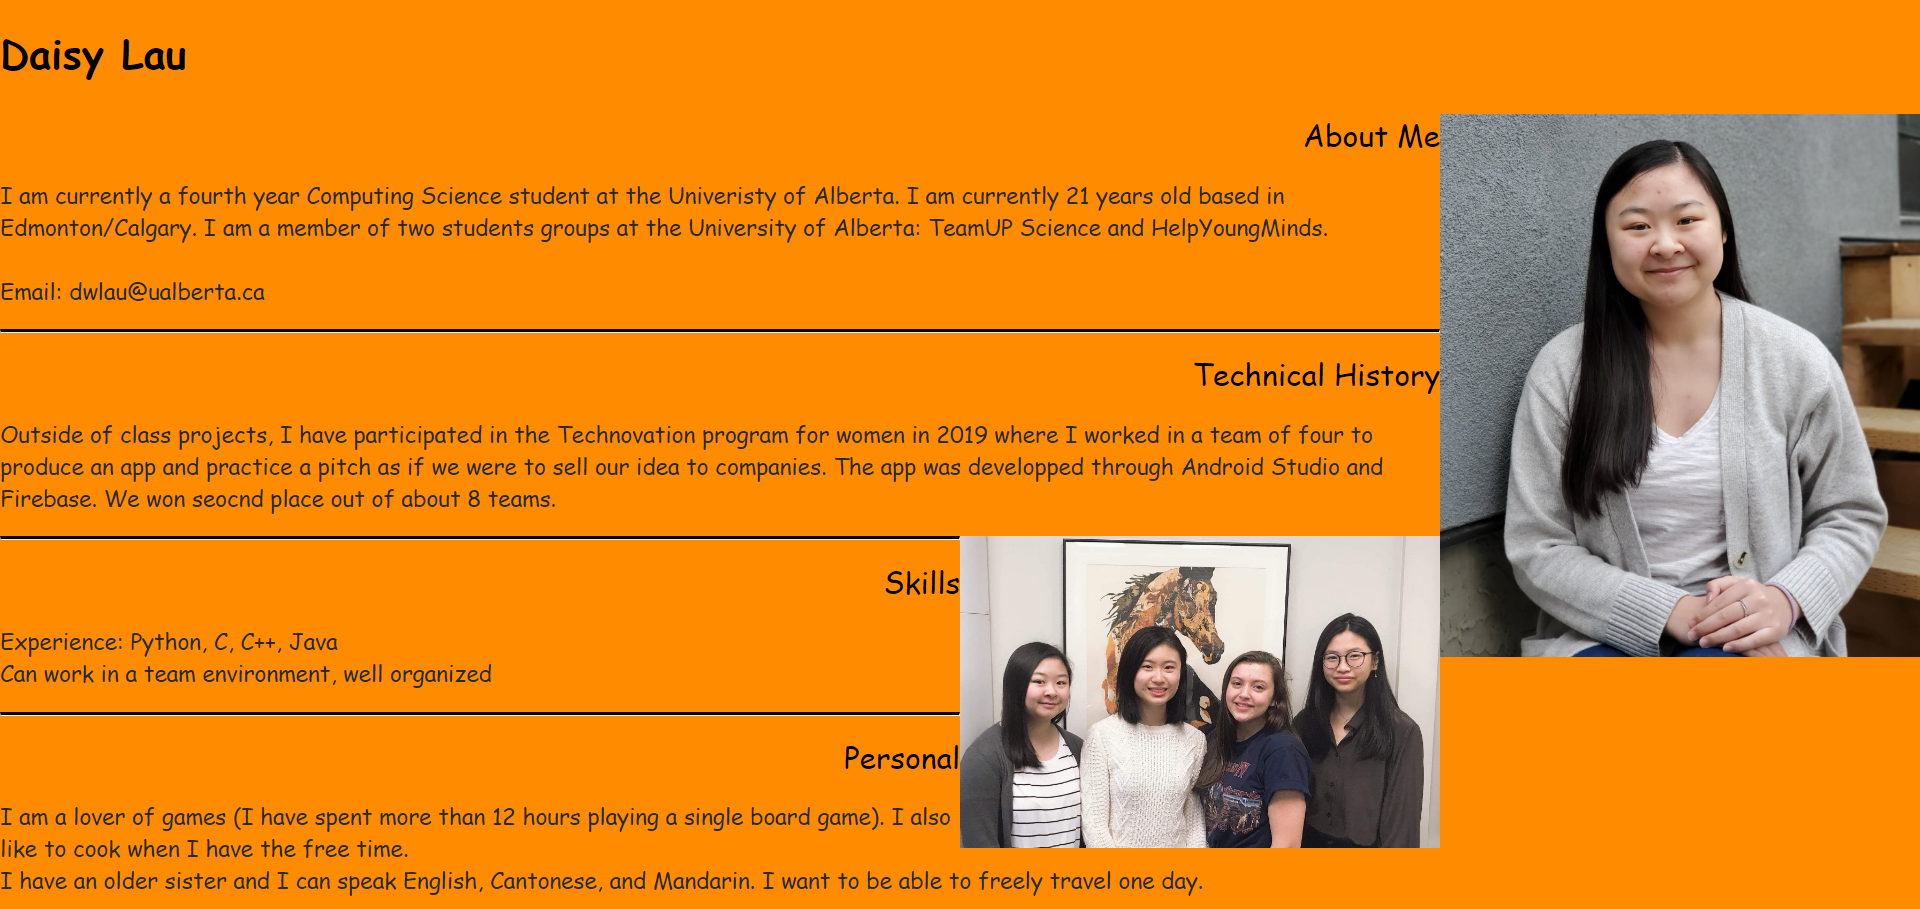 Daisy Lau
About Me
I am currently a fourth year Computing Science student at the Univeristy of Alberta. I am currently 21 years old based in
Edmonton/Calgary. I am a member of two students groups at the University of Alberta: TeamUP Science and HelpYoungMinds.
Email: dwlau@ualberta.ca
Technical History
Outside of class projects, I have participated in the Technovation program for women in 2019 where I worked in a team of four to
produce an app and practice a pitch as if we were to sell our idea to companies. The app was developped through Android Studio and
Firebase. We won seocnd place out of about 8 teams.
Skills
Experience: Python, C, C++, Java
Can work in a team environment, well organized
Personal
I am a lover of games (I have spent more than 12 hours playing a single board game). I also
like to cook when I have the free time.
I have an older sister and I can speak English, Cantonese, and Mandarin. I want to be able to freely travel one day.